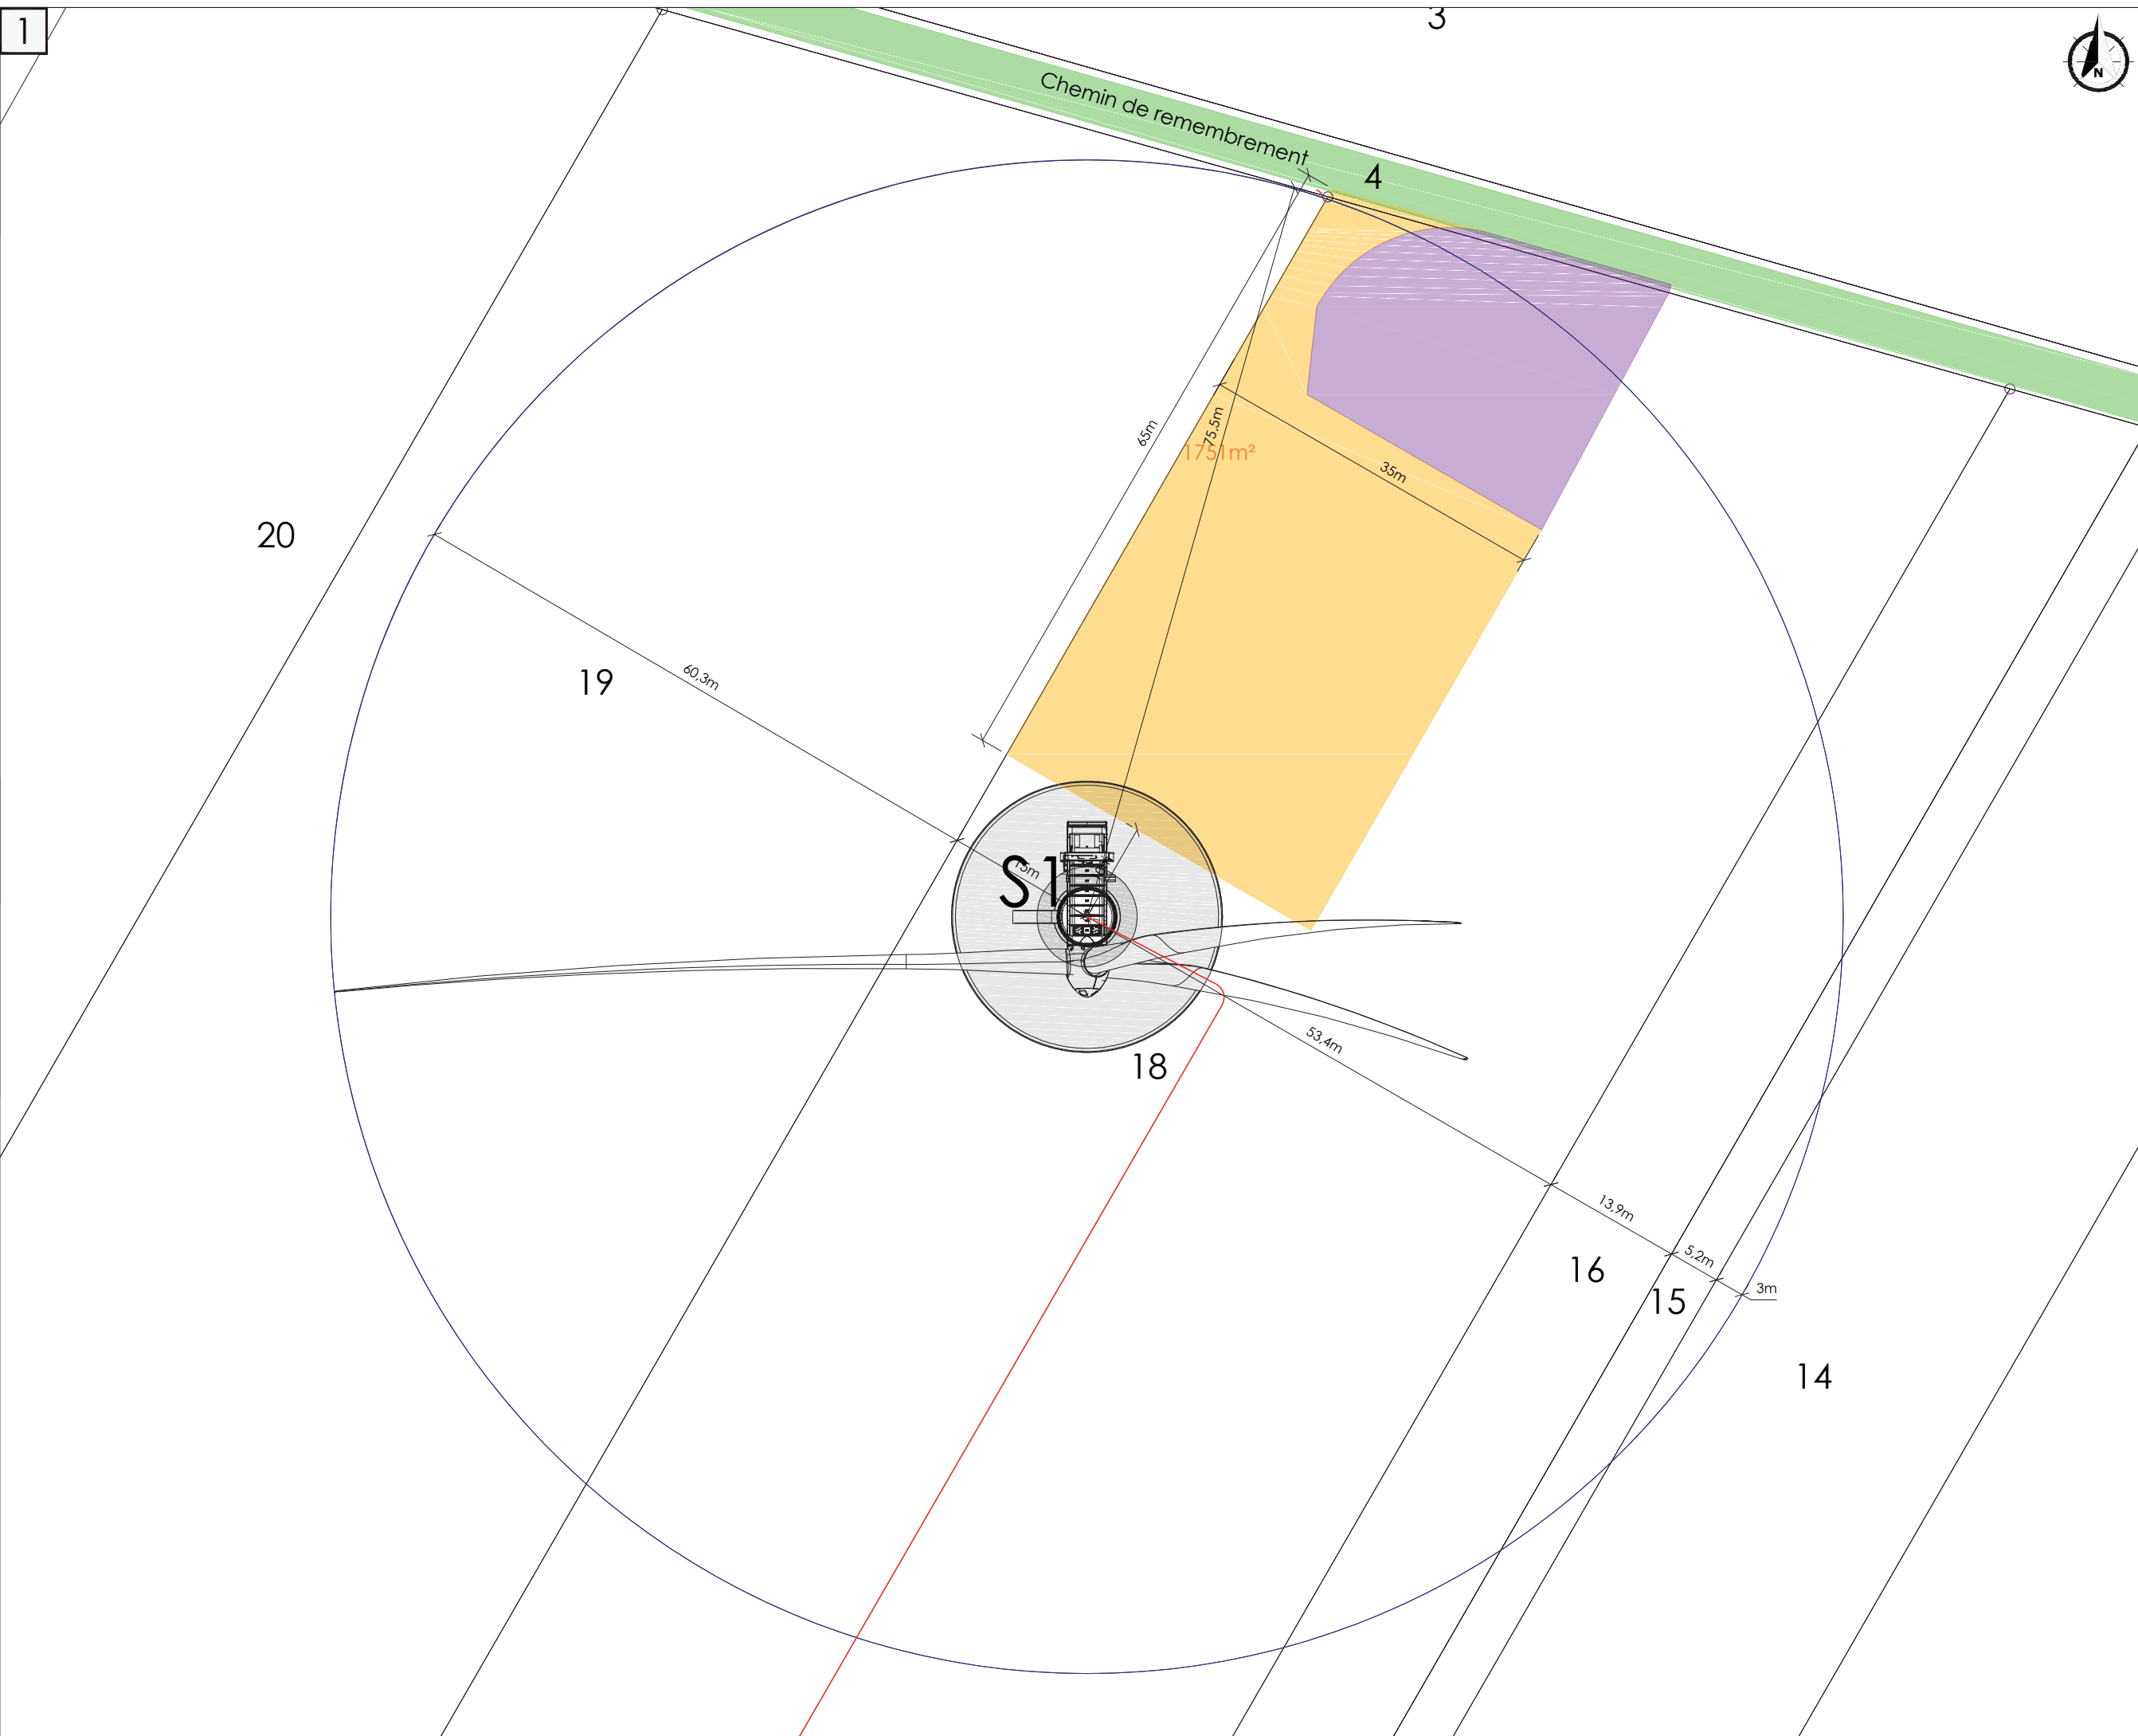 1
3
N
Chemin de remembrement
4
65m
75,5m
1751m²
35m
20
19
60,3m
S1
15m
18
53,4m
13,9m
5,2m
16
15
3m
14